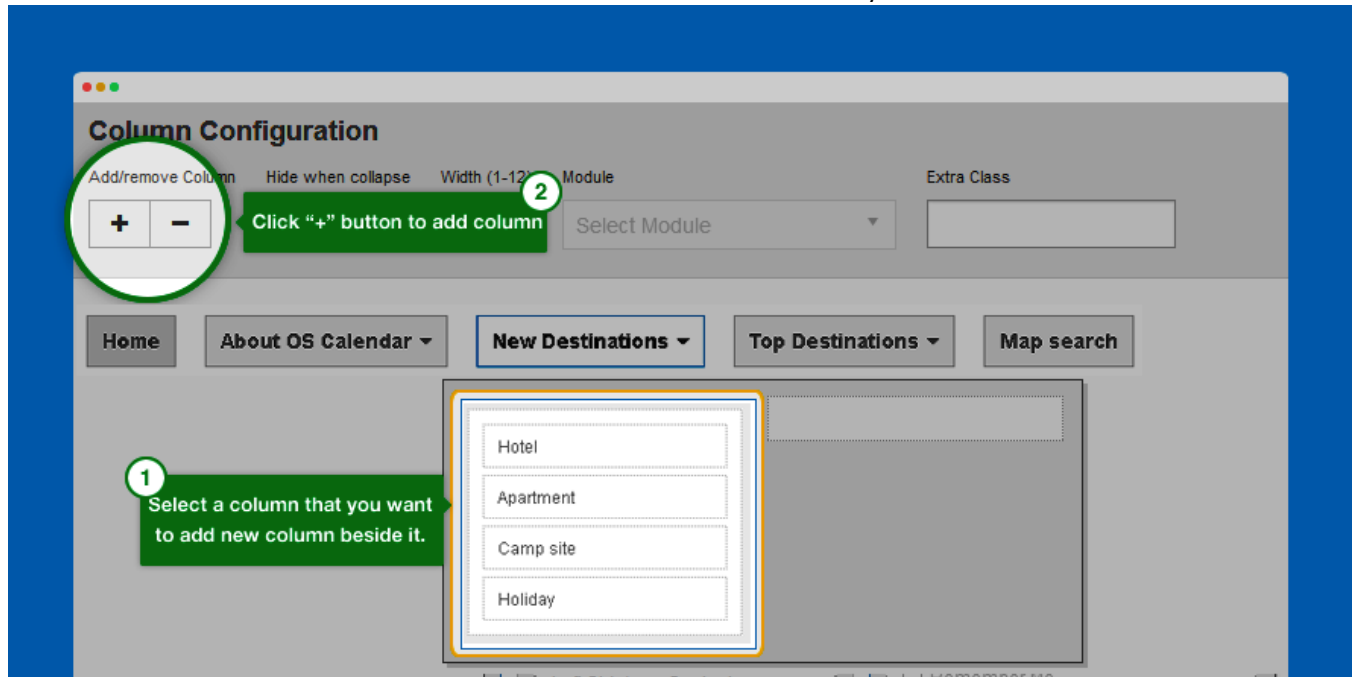 Column Configuration
Add/remove Column Hide when collapse Width (1-12) Module Extra Class
2
+ − Click “+” button to add column Select Module
Home About OS Calendar New Destinations Top Destinations Map search
Hotel
1
Select a column that you want
to add new column beside it.
Apartment
Camp site
Holiday